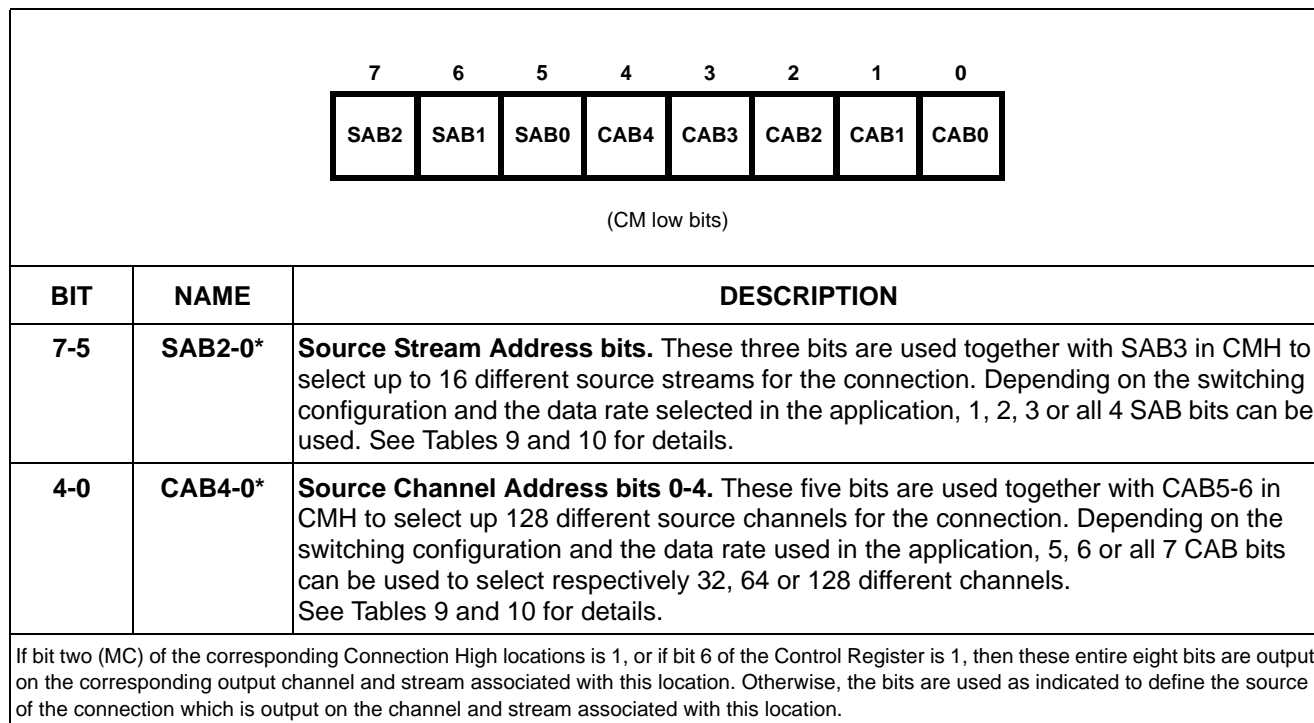 7 6 5 4 3 2 1 0
SAB2 SAB1 SAB0 CAB4 CAB3 CAB2 CAB1 CAB0
(CM low bits)
BIT NAME DESCRIPTION
7-5 SAB2-0* Source Stream Address bits. These three bits are used together with SAB3 in CMH to
select up to 16 different source streams for the connection. Depending on the switching
configuration and the data rate selected in the application, 1, 2, 3 or all 4 SAB bits can be
used. See Tables 9 and 10 for details.
4-0 CAB4-0* Source Channel Address bits 0-4. These five bits are used together with CAB5-6 in
CMH to select up 128 different source channels for the connection. Depending on the
switching configuration and the data rate used in the application, 5, 6 or all 7 CAB bits
can be used to select respectively 32, 64 or 128 different channels.
See Tables 9 and 10 for details.
If bit two (MC) of the corresponding Connection High locations is 1, or if bit 6 of the Control Register is 1, then these entire eight bits are output
on the corresponding output channel and stream associated with this location. Otherwise, the bits are used as indicated to define the source
of the connection which is output on the channel and stream associated with this location.